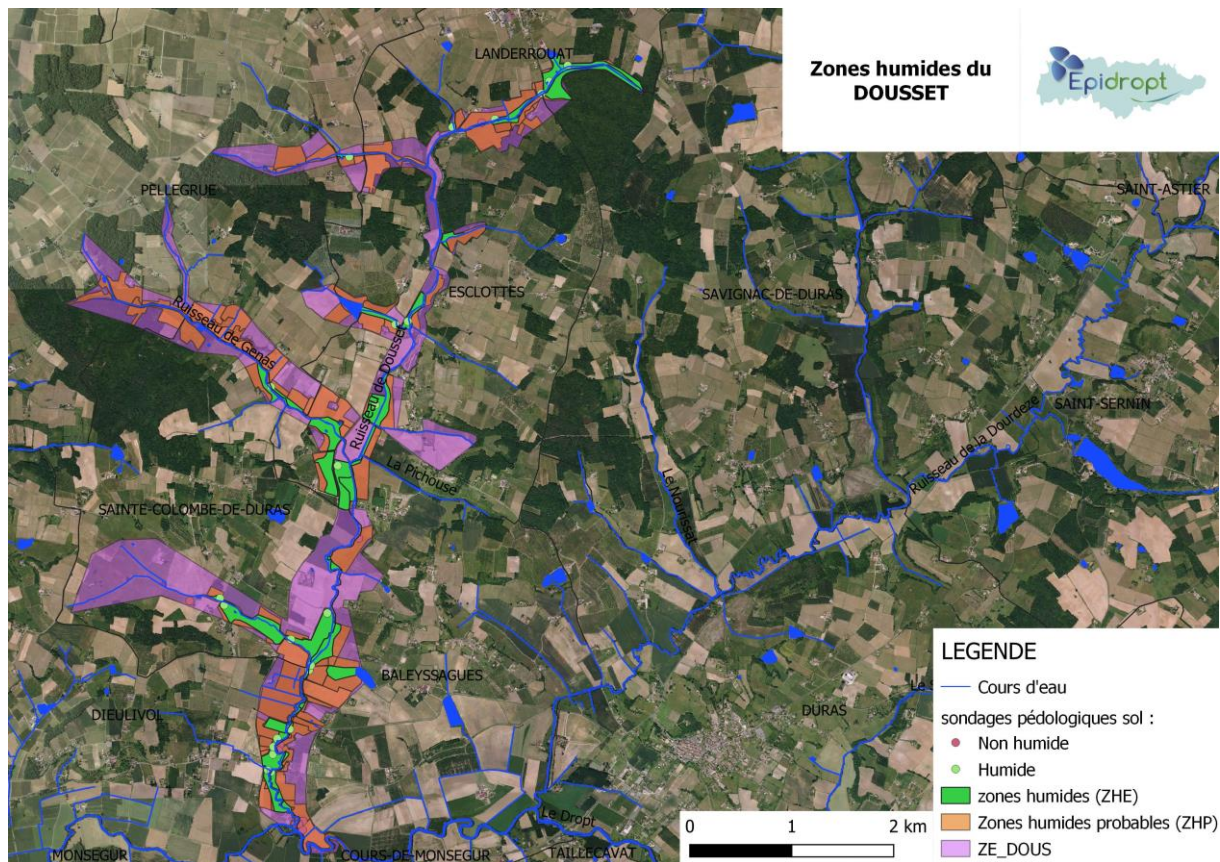 Zones humides du
DOUSSET
Epidropt
LANDERROUAT
PELLEGRUE
SAINT-ASTIER
ESCLOTTES
SAVIGNAC-DE-DURAS
Ruisseau de Génas
Ruisseau de Dousset
SAINT-SERNIN
Ruisseau de la Dourdèze
La Pichouse
Le Nourissat
SAINTE-COLOMBE-DE-DURAS
BALEYSSAGUES
DIEULIVOL
DURAS
Le Dropt
MONSEGUR
COURS-DE-MONSEGUR
TAILLECAVAT
LEGENDE
Cours d'eau
sondages pédologiques sol :
Non humide
Humide
zones humides (ZHE)
Zones humides probables (ZHP)
ZE_DOUS
0 1 2 km